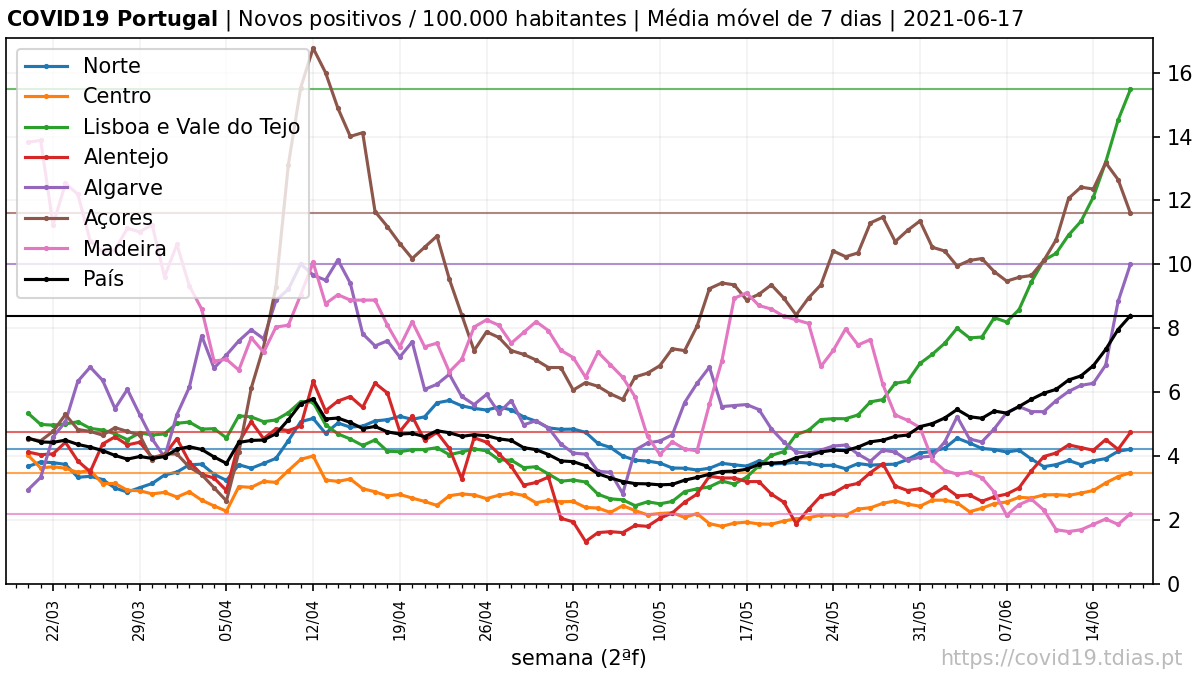 COVID19 Portugal | Novos positivos / 100.000 habitantes | Média móvel de 7 dias | 2021-06-17
Norte
Centro
Lisboa e Vale do Tejo
Alentejo
Algarve
Açores
Madeira
País
16
14
12
10
8
6
4
2
0
22/03
29/03
05/04
12/04
19/04
26/04
03/05
10/05
17/05
24/05
31/05
07/06
14/06
semana (2ªf)
https://covid19.tdias.pt